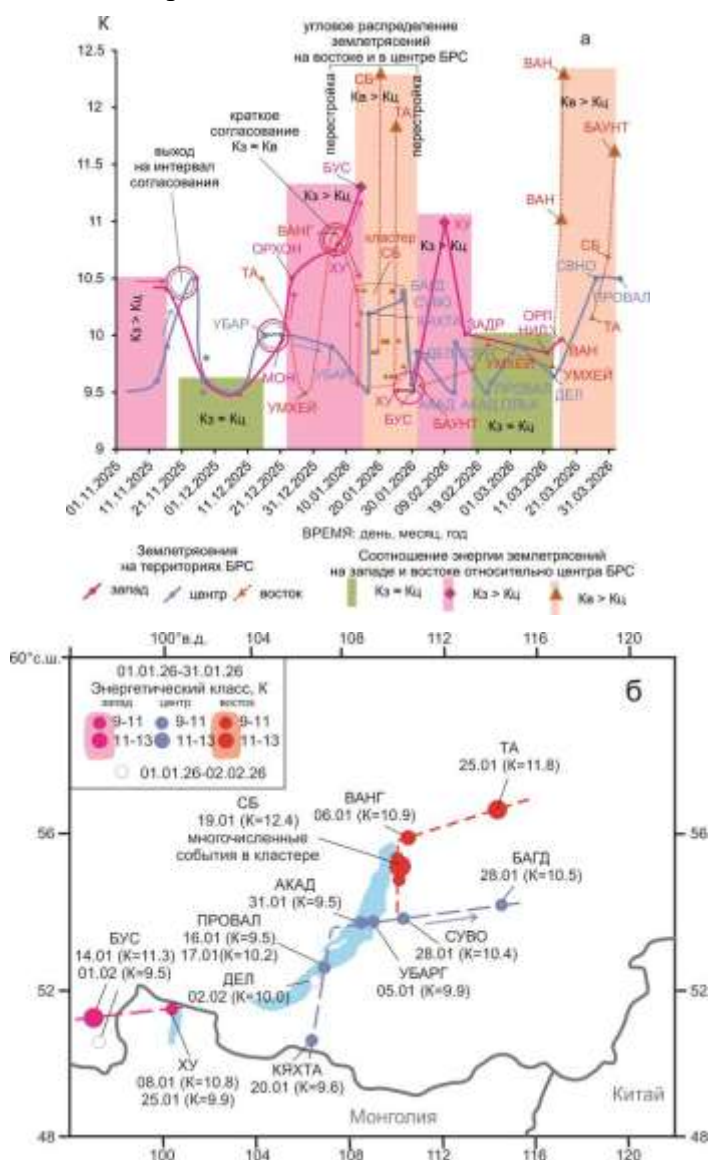 К
а
угловое распределение
землетрясений
на востоке и в центре БРС
перестройка
перестройка
краткое
согласование
Кз = Кв
выход
на интервал
согласования
12.5
12
11.5
11
10.5
10
9.5
9
СБ
Кв > Кц
ТА
ВАН
Кв > Кц
БАУНТ
БУС
Кз > Кц
ВАНГ
ХУ
Кз > Кц
ВАН
ОРХОН
ХУ
кластер
СБ
ТА
СБ
СВНО
БАГД
СУВО
КЯХТА
ПРОВАЛ
Кз > Кц
УБАР
ЗАДР
ОРП
НИД
ТА
МОН
УБАР
УМХЕЙ
ВАН
УМХЕЙ
УМХЕЙ
ХУ
БУС
АКАД
АКАД
БАУНТ
ПРОВАЛ
ДЕЛ
Кз = Кц
Кз = Кц
01.11.2025
11.11.2025
21.11.2025
01.12.2025
11.12.2025
21.12.2025
31.12.2025
10.01.2026
20.01.2026
30.01.2026
09.02.2026
19.02.2026
01.03.2026
11.03.2026
21.03.2026
31.03.2026
ВРЕМЯ: день, месяц, год
Землетрясения
на территориях БРС
запад
центр
восток
Соотношение энергии землетрясений
на западе и востоке относительно центра БРС
Кз = Кц
Кз > Кц
Кв > Кц
100°в.д.
104
108
112
116
120
60°с.ш.
б
01.01.26-31.01.26
Энергетический класс, К
запад
центр
восток
9-11
9-11
9-11
11-13
11-13
11-13
01.01.26-02.02.26
ТА
25.01 (К=11.8)
СБ
19.01 (К=12.4)
многочисленные
события в кластере
ВАНГ
06.01 (К=10.9)
56
56
БАГД
28.01 (К=10.5)
АКАД
31.01 (К=9.5)
ПРОВАЛ
16.01 (К=9.5)
17.01(К=10.2)
СУВО
28.01 (К=10.4)
БУС
14.01 (К=11.3)
01.02 (К=9.5)
ДЕЛ
02.02 (К=10.0)
УБАРГ
05.01 (К=9.9)
52
52
ХУ
08.01 (К=10.8)
25.01 (К=9.9)
КЯХТА
20.01 (К=9.6)
Китай
Монголия
48
48
100
104
108
112
116
120